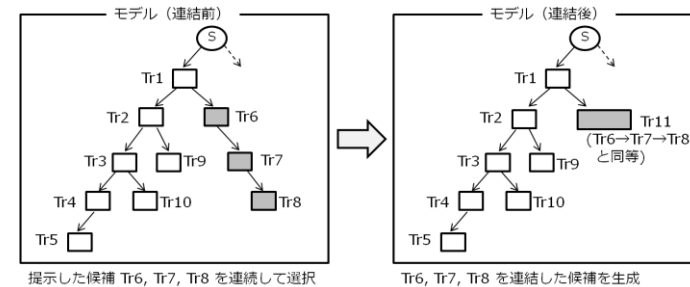 モデル（連結前）
S
Tr1
Tr2
Tr6
Tr3
Tr9
Tr7
Tr4
Tr10
Tr8
Tr5
提示した候補 Tr6, Tr7, Tr8 を連続して選択
モデル（連結後）
S
Tr1
Tr2
Tr11
(Tr6→Tr7→Tr8
と同等)
Tr3
Tr9
Tr4
Tr10
Tr5
Tr6, Tr7, Tr8 を連結した候補を生成